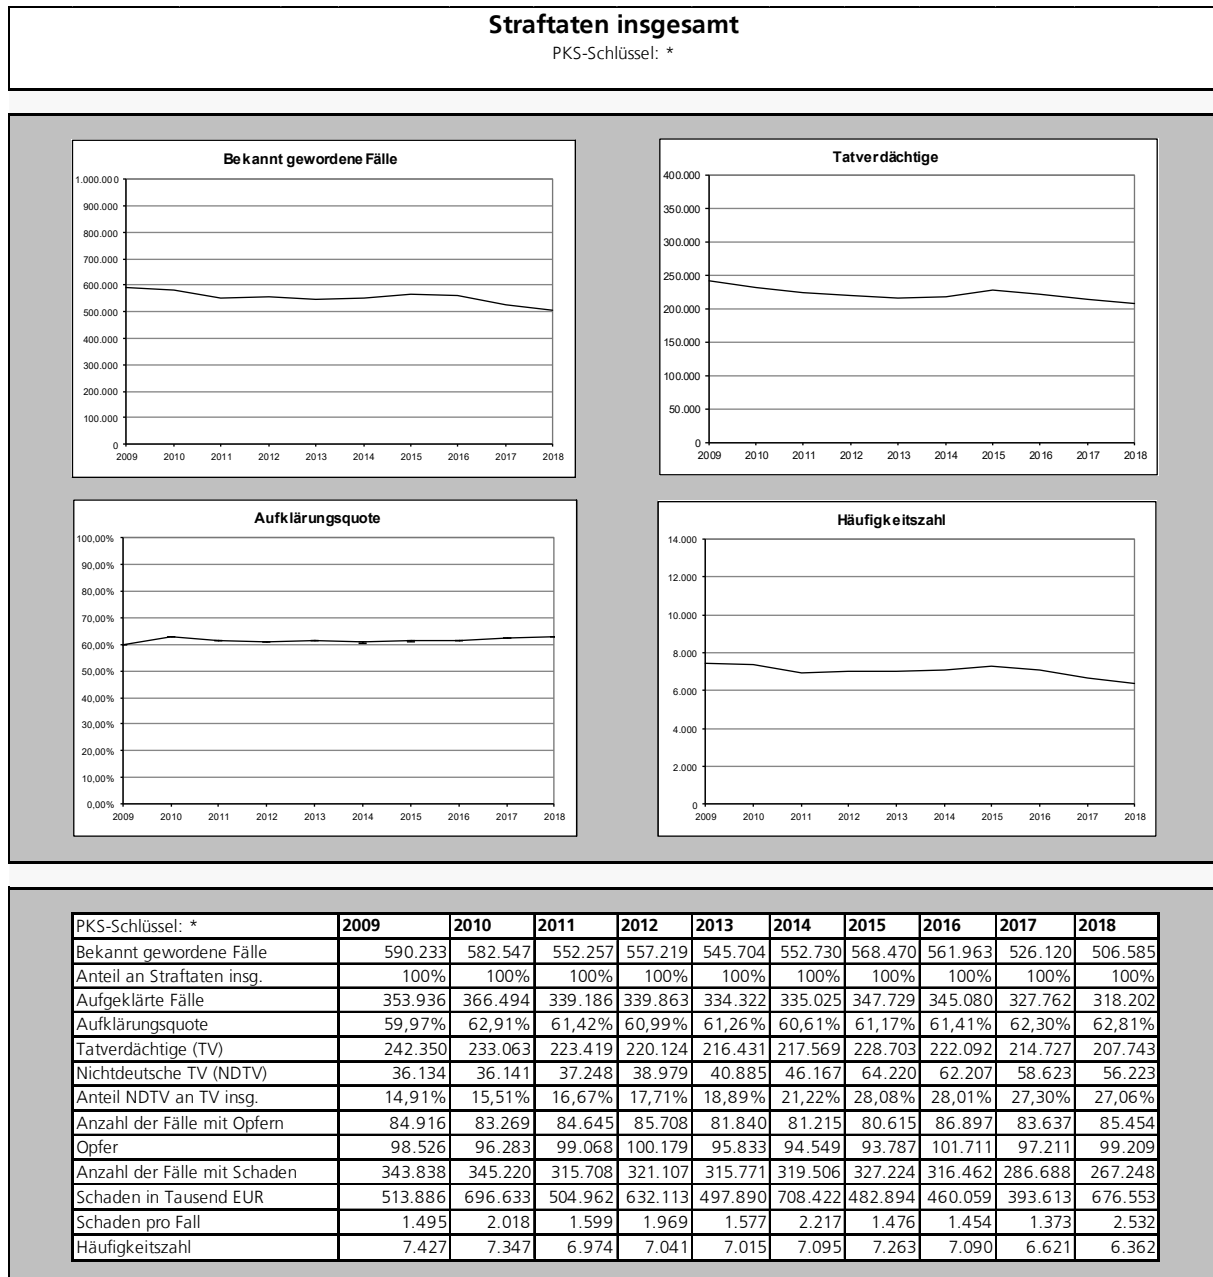 Straftaten insgesamt
PKS-Schlüssel: *
Bekannt gewordene Fälle
1.000.000
900.000
800.000
700.000
600.000
500.000
400.000
300.000
200.000
100.000
0
2009 2010 2011 2012 2013 2014 2015 2016 2017 2018
Tatverdächtige
400.000
350.000
300.000
250.000
200.000
150.000
100.000
50.000
0
2009 2010 2011 2012 2013 2014 2015 2016 2017 2018
Aufklärungsquote
100,00%
90,00%
80,00%
70,00%
60,00%
50,00%
40,00%
30,00%
20,00%
10,00%
0,00%
2009 2010 2011 2012 2013 2014 2015 2016 2017 2018
Häufigkeitszahl
14.000
12.000
10.000
8.000
6.000
4.000
2.000
0
2009 2010 2011 2012 2013 2014 2015 2016 2017 2018
PKS-Schlüssel: * 2009 2010 2011 2012 2013 2014 2015 2016 2017 2018
Bekannt gewordene Fälle 590.233 582.547 552.257 557.219 545.704 552.730 568.470 561.963 526.120 506.585
Anteil an Straftaten insg. 100% 100% 100% 100% 100% 100% 100% 100% 100% 100%
Aufgeklärte Fälle 353.936 366.494 339.186 339.863 334.322 335.025 347.729 345.080 327.762 318.202
Aufklärungsquote 59,97% 62,91% 61,42% 60,99% 61,26% 60,61% 61,17% 61,41% 62,30% 62,81%
Tatverdächtige (TV) 242.350 233.063 223.419 220.124 216.431 217.569 228.703 222.092 214.727 207.743
Nichtdeutsche TV (NDTV) 36.134 36.141 37.248 38.979 40.885 46.167 64.220 62.207 58.623 56.223
Anteil NDTV an TV insg. 14,91% 15,51% 16,67% 17,71% 18,89% 21,22% 28,08% 28,01% 27,30% 27,06%
Anzahl der Fälle mit Opfern 84.916 83.269 84.645 85.708 81.840 81.215 80.615 86.897 83.637 85.454
Opfer 98.526 96.283 99.068 100.179 95.833 94.549 93.787 101.711 97.211 99.209
Anzahl der Fälle mit Schaden 343.838 345.220 315.708 321.107 315.771 319.506 327.224 316.462 286.688 267.248
Schaden in Tausend EUR 513.886 696.633 504.962 632.113 497.890 708.422 482.894 460.059 393.613 676.553
Schaden pro Fall 1.495 2.018 1.599 1.969 1.577 2.217 1.476 1.454 1.373 2.532
Häufigkeitszahl 7.427 7.347 6.974 7.041 7.015 7.095 7.263 7.090 6.621 6.362